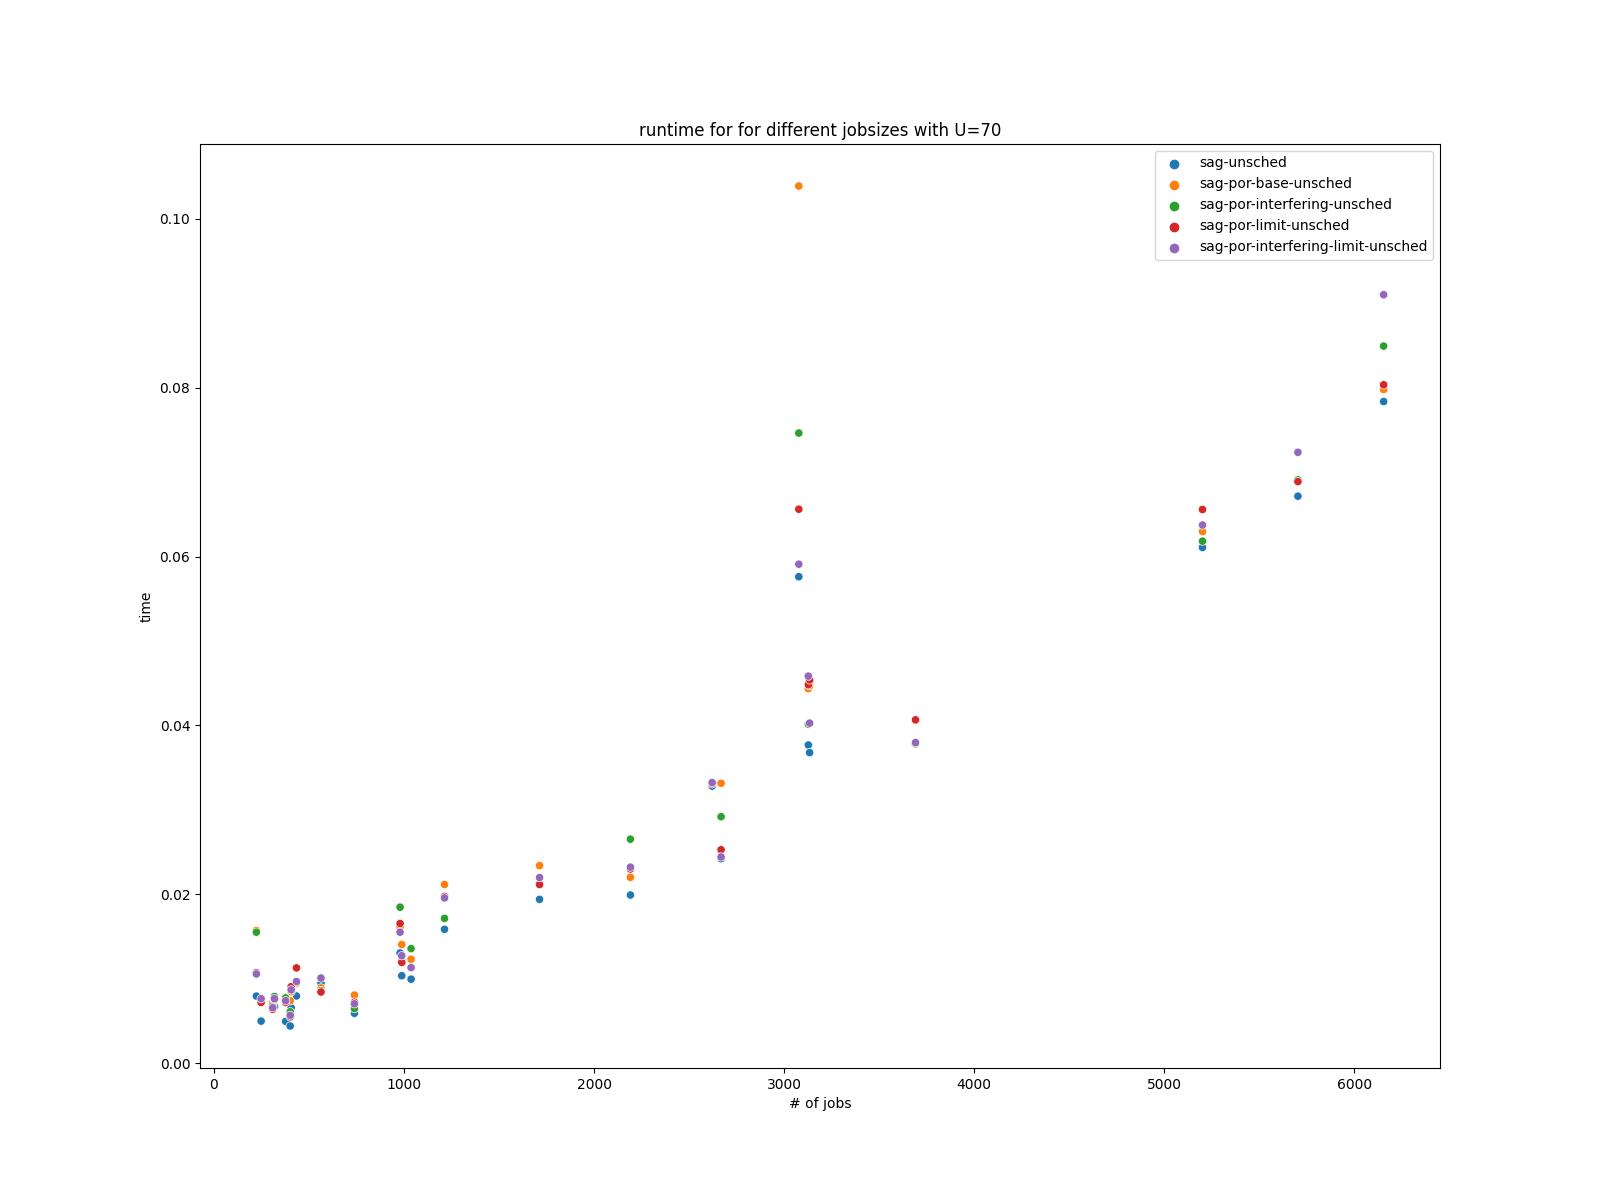 runtime for for different jobsizes with U=70
sag-unsched
sag-por-base-unsched
sag-por-interfering-unsched
sag-por-limit-unsched
sag-por-interfering-limit-unsched
0.10
0.08
0.06
0.04
0.02
0.00
time
0 1000 2000 3000 4000 5000 6000
# of jobs